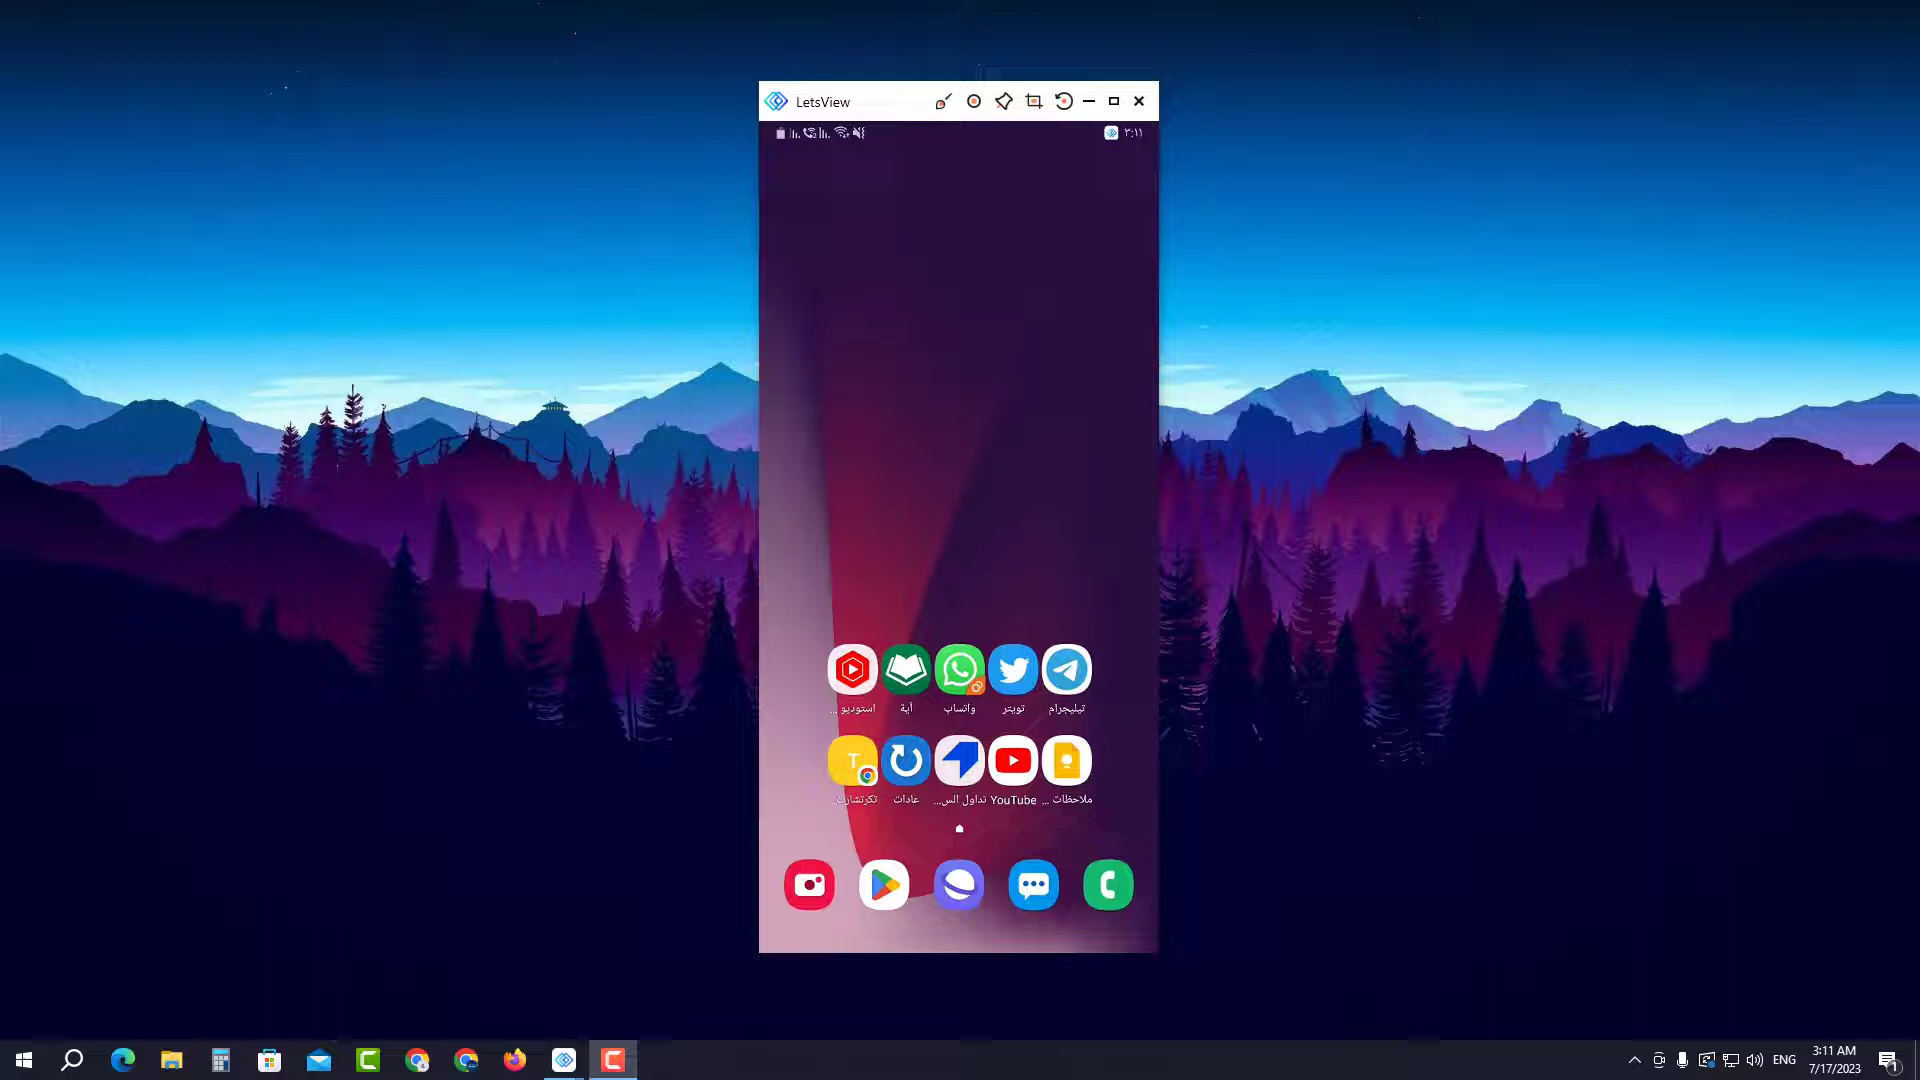 LetsView
٣:١١
استوديو ...
آية
واتساب
تويتر
تيليجرام
تكرتشارت..
عادات
تداول الس...
YouTube
ملاحظات ...
ENG
3:11 AM
7/17/2023
1